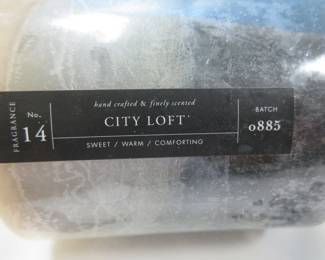 FRAGRANCE
No.
14
hand crafted & finely scented
CITY LOFT
SWEET / WARM / COMFORTING
BATCH
0885